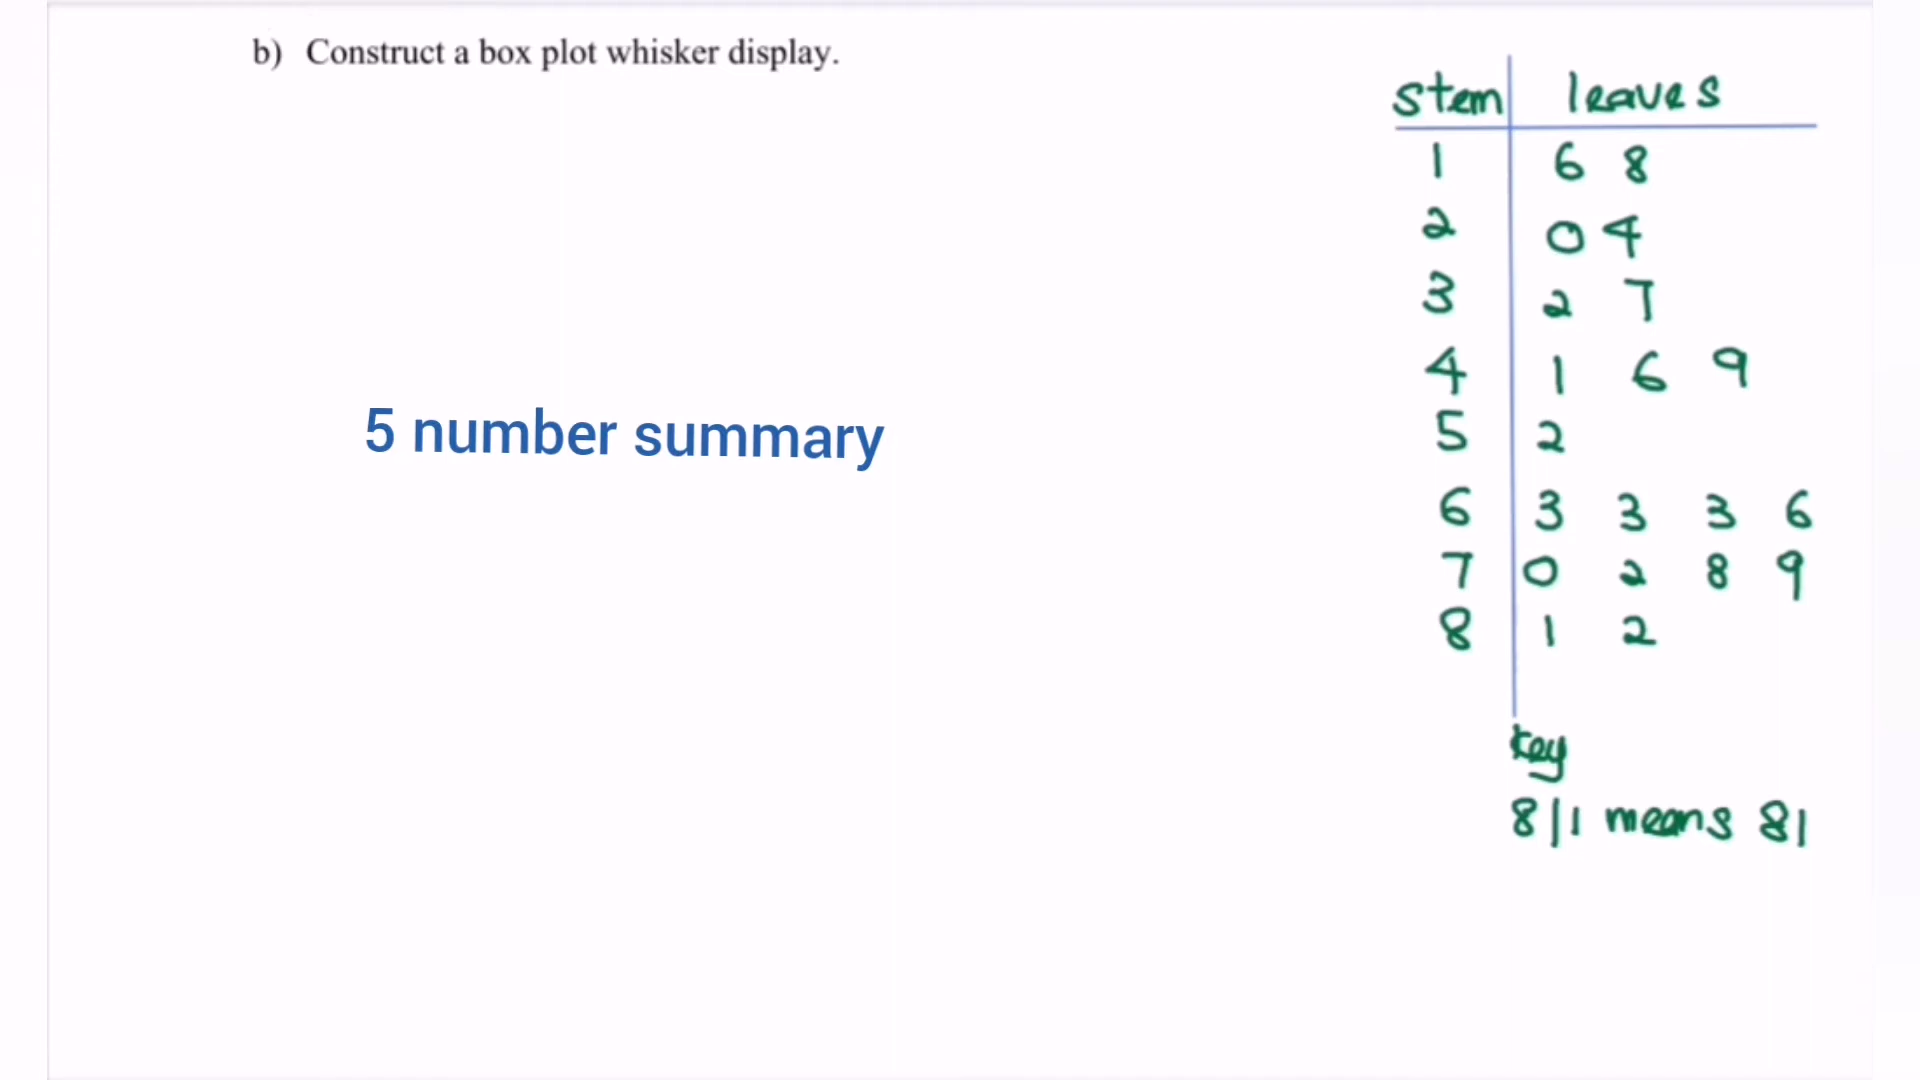 b) Construct a box plot whisker display.
stem leaves
1 6 8
2 0 4
3 2 7
4 1 6 9
5 2
5 number summary
6 3 3 3 6
7 0 2 8 9
8 1 2
key
8|1 means 81